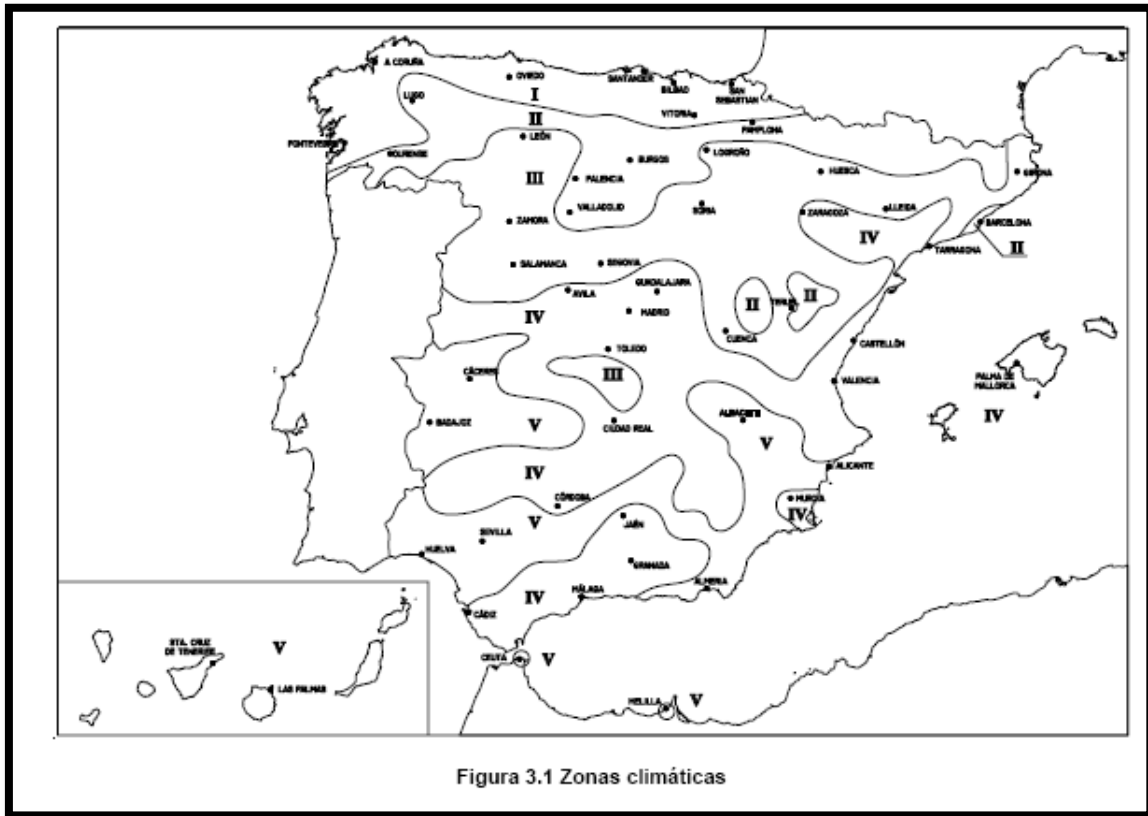 A CORUÑA
OVIEDO
SANTANDER
BILBAO
SAN
SEBASTIAN
LUGO
I
VITORIA
II
PAMPLONA
LEÓN
PONTEVEDRA
OURENSE
BURGOS
LOGROÑO
III
PALENCIA
HUESCA
GIRONA
VALLADOLID
SORIA
ZARAGOZA
LLEIDA
ZAMORA
BARCELONA
IV
TARRAGONA
II
SALAMANCA
SEGOVIA
GUADALAJARA
AVILA
II
II
TERUEL
IV
MADRID
CUENCA
CASTELLÓN
TOLEDO
CÁCERES
III
VALENCIA
PALMA DE
MALLORCA
IV
BADAJOZ
V
CIUDAD REAL
ALBACETE
V
IV
ALICANTE
CÓRDOBA
MURCIA
IV
V
JAÉN
SEVILLA
HUELVA
GRANADA
IV
MÁLAGA
ALMERIA
CÁDIZ
STA. CRUZ
DE TENERIFE
V
CEUTA
V
LAS PALMAS
MELILLA
V
Figura 3.1 Zonas climáticas